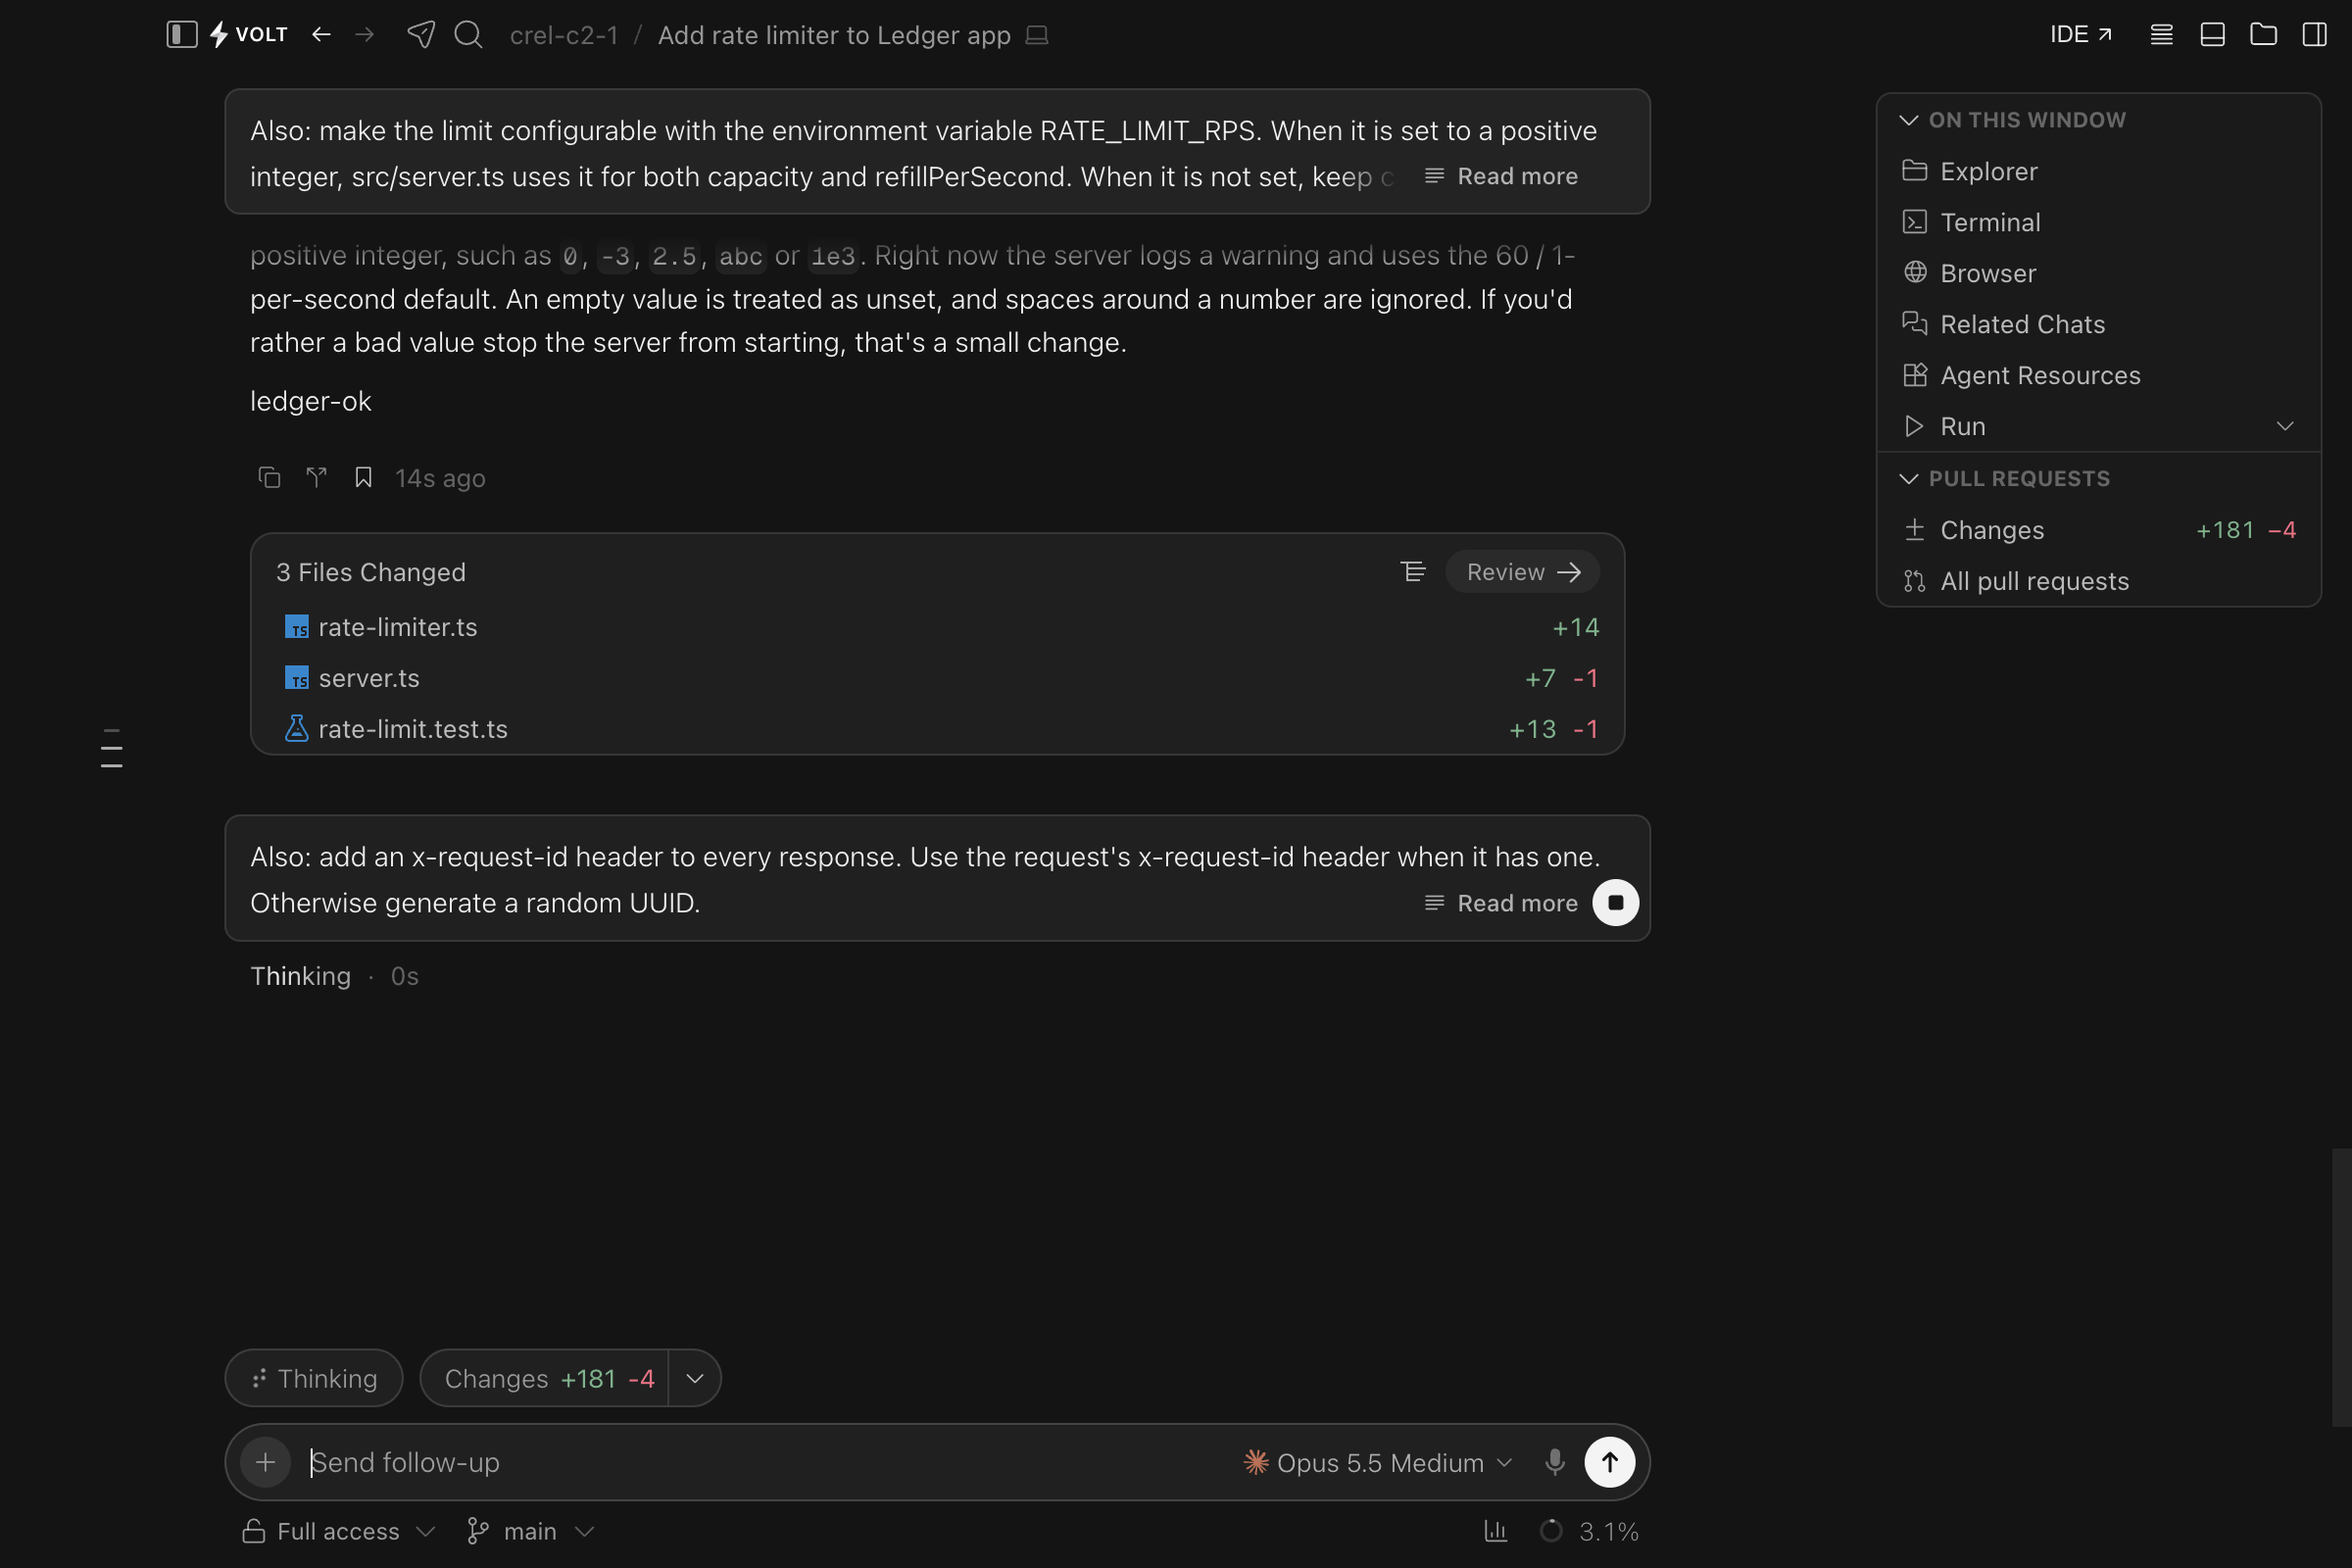 VOLT
crel-c2-1 / Add rate limiter to Ledger app
IDE
Also: make the limit configurable with the environment variable RATE_LIMIT_RPS. When it is set to a positive
integer, src/server.ts uses it for both capacity and refillPerSecond. When it is not set, keep c
Read more
positive integer, such as 0, -3, 2.5, abc or 1e3. Right now the server logs a warning and uses the 60 / 1-
per-second default. An empty value is treated as unset, and spaces around a number are ignored. If you'd
rather a bad value stop the server from starting, that's a small change.
ledger-ok
14s ago
3 Files Changed
Review
TS rate-limiter.ts +14
TS server.ts +7 -1
rate-limit.test.ts +13 -1
Also: add an x-request-id header to every response. Use the request's x-request-id header when it has one.
Otherwise generate a random UUID.
Read more
Thinking · 0s
Thinking
Changes +181 -4
Send follow-up
Opus 5.5 Medium
Full access
main
3.1%
ON THIS WINDOW
Explorer
Terminal
Browser
Related Chats
Agent Resources
Run
PULL REQUESTS
Changes +181 −4
All pull requests